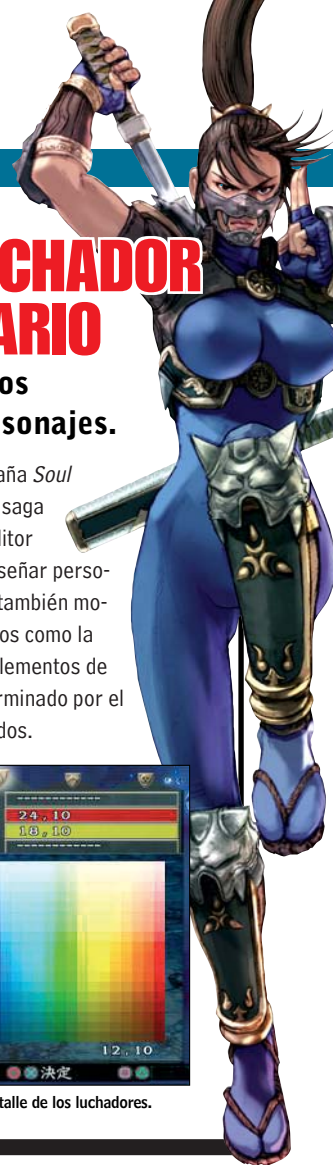 CHADOR
ARIO
os
sonajes.
aña Soul
saga
litor
señar perso-
también mo-
os como la
lementos de
rminado por el
dos.
------------
24,10
18,10
------------
12,10
決定
talle de los luchadores.